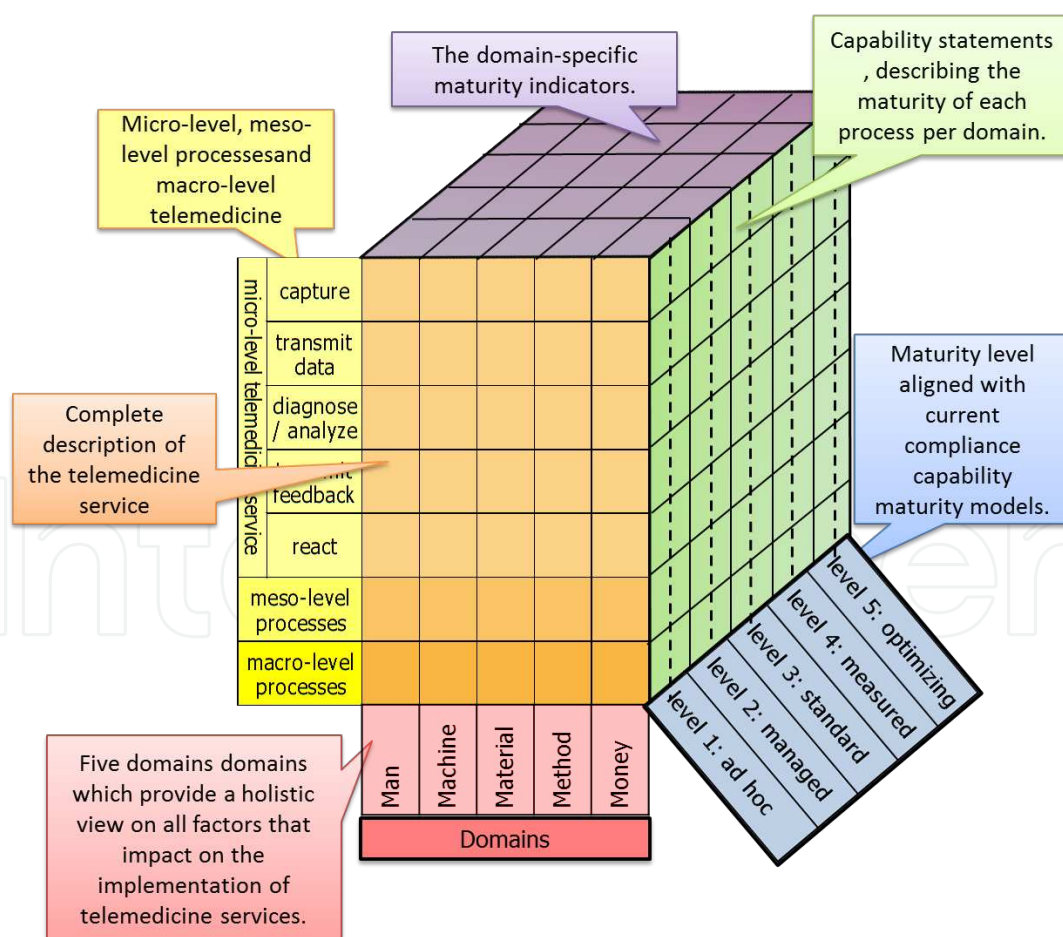 The domain-specific
maturity indicators.
Capability statements
, describing the
maturity of each
process per domain.
Micro-level, meso-
level processesand
macro-level
telemedicine
micro-level telemedici
service
capture
transmit
data
diagnose
/ analyze
feedback
react
meso-level
processes
macro-level
processes
Complete
description of
the telemedicine
service
Maturity level
aligned with
current
compliance
capability
maturity models.
level 1: ad hoc
level 2: managed
level 3: standard
level 4: measured
level 5: optimizing
Man
Machine
Material
Method
Money
Domains
Five domains domains
which provide a holistic
view on all factors that
impact on the
implementation of
telemedicine services.